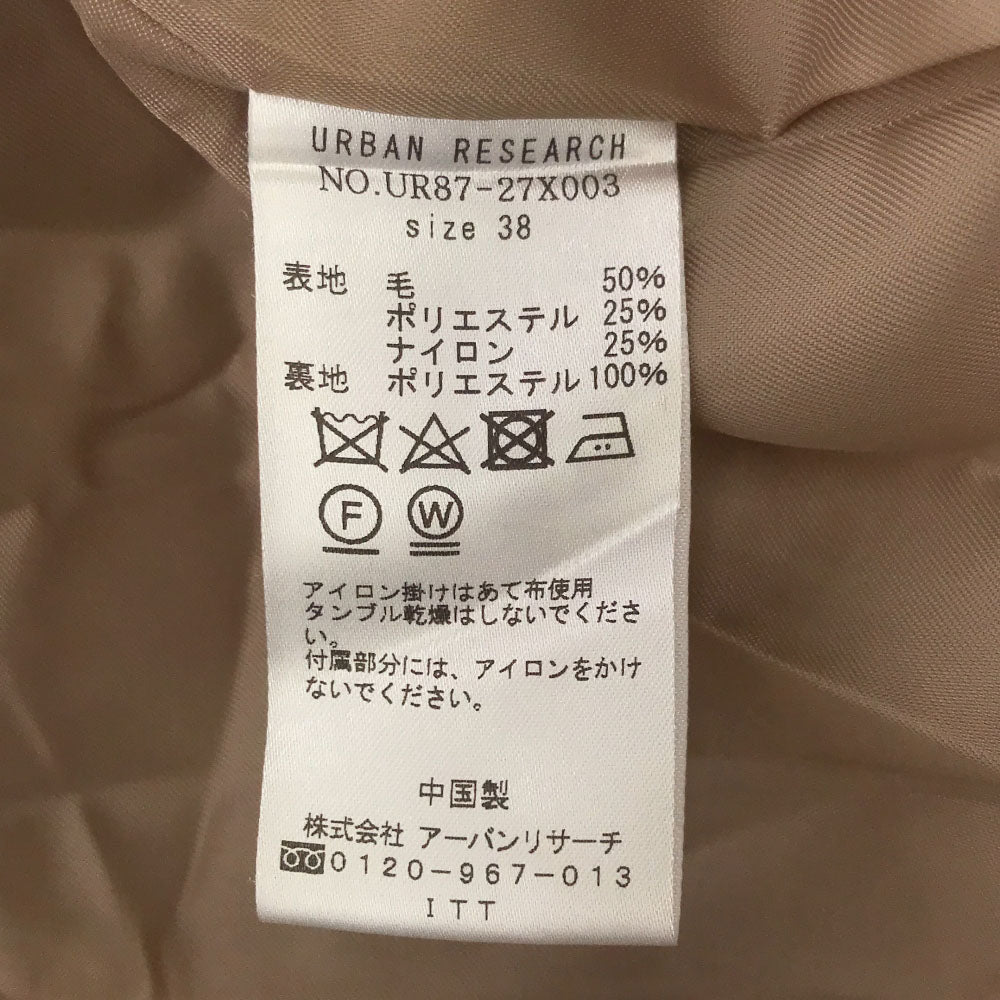 URBAN RESEARCH
NO.UR87-27X003
size 38
表地 毛 50%
ポリエステル 25%
ナイロン 25%
裏地 ポリエステル 100%
F W
アイロン掛けはあて布使用
タンブル乾燥はしないでくださ
い。
付属部分には、アイロンをかけ
ないでください。
中国製
株式会社 アーバンリサーチ
0120-967-013
ITT